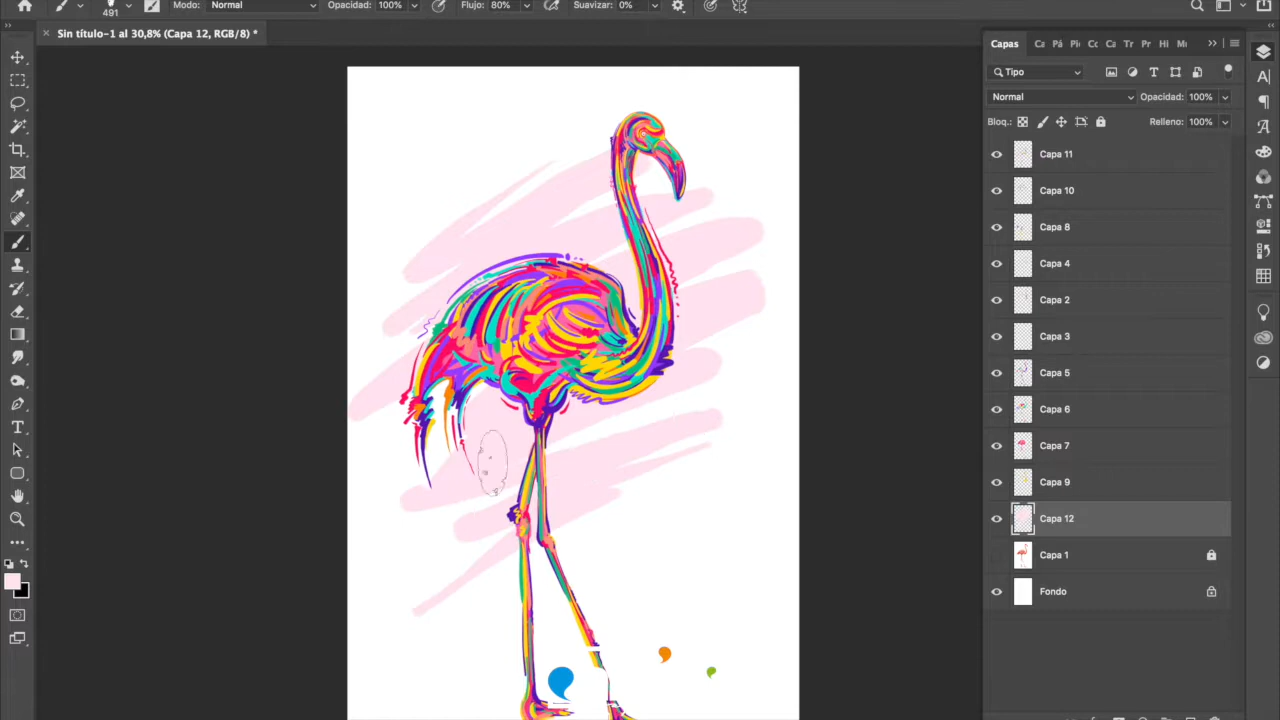 491
Modo: Normal
Opacidad: 100%
Flujo: 80%
Suavizar: 0%
× Sin título-1 al 30,8% (Capa 12, RGB/8) *
Capas
Tr
Hi
Tipo
Normal
Opacidad: 100%
Bloq.:
Relleno: 100%
Capa 11
Capa 10
Capa 8
Capa 4
Capa 2
Capa 3
Capa 5
Capa 6
Capa 7
Capa 9
Capa 12
Capa 1
Fondo